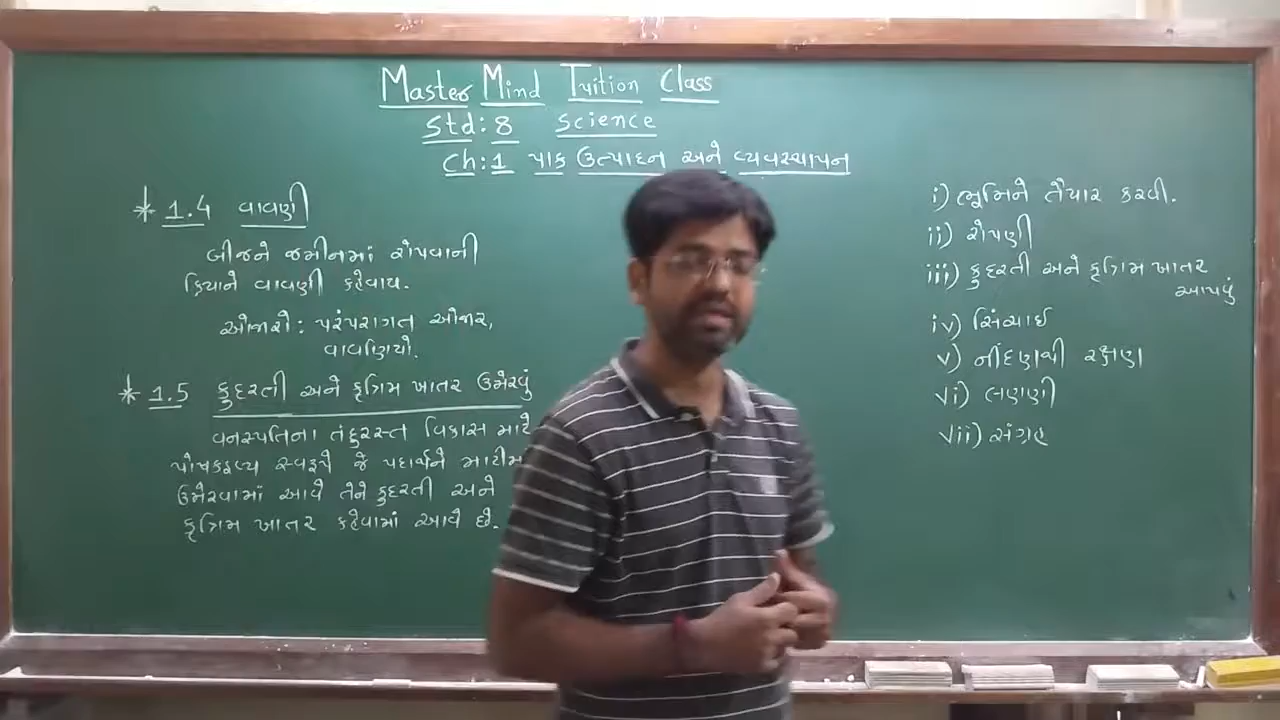 Master Mind Tuition Class
Std: 8 Science
Ch: 1 પાક ઉત્પાદન અને વ્યવસ્થાપન
* 1.4 વાવણી
બીજને જમીનમાં રોપવાની
ક્રિયાને વાવણી કહેવાય.
ઓજારો: પરંપરાગત ઓજાર,
વાવણિયો.
* 1.5 કુદરતી અને કૃત્રિમ ખાતર ઉમેરવું
વનસ્પતિના તંદુરસ્ત વિકાસ માટે
પોષકદ્રવ્ય સ્વરૂપે જે પદાર્થને માટીમાં
ઉમેરવામાં આવે તેને કુદરતી અને
કૃત્રિમ ખાતર કહેવામાં આવે છે.
i) ભૂમિને તૈયાર કરવી.
ii) રોપણી
iii) કુદરતી અને કૃત્રિમ ખાતર
આપવું
iv) સિંચાઈ
v) નીંદણથી રક્ષણ
vi) લણણી
vii) સંગ્રહ